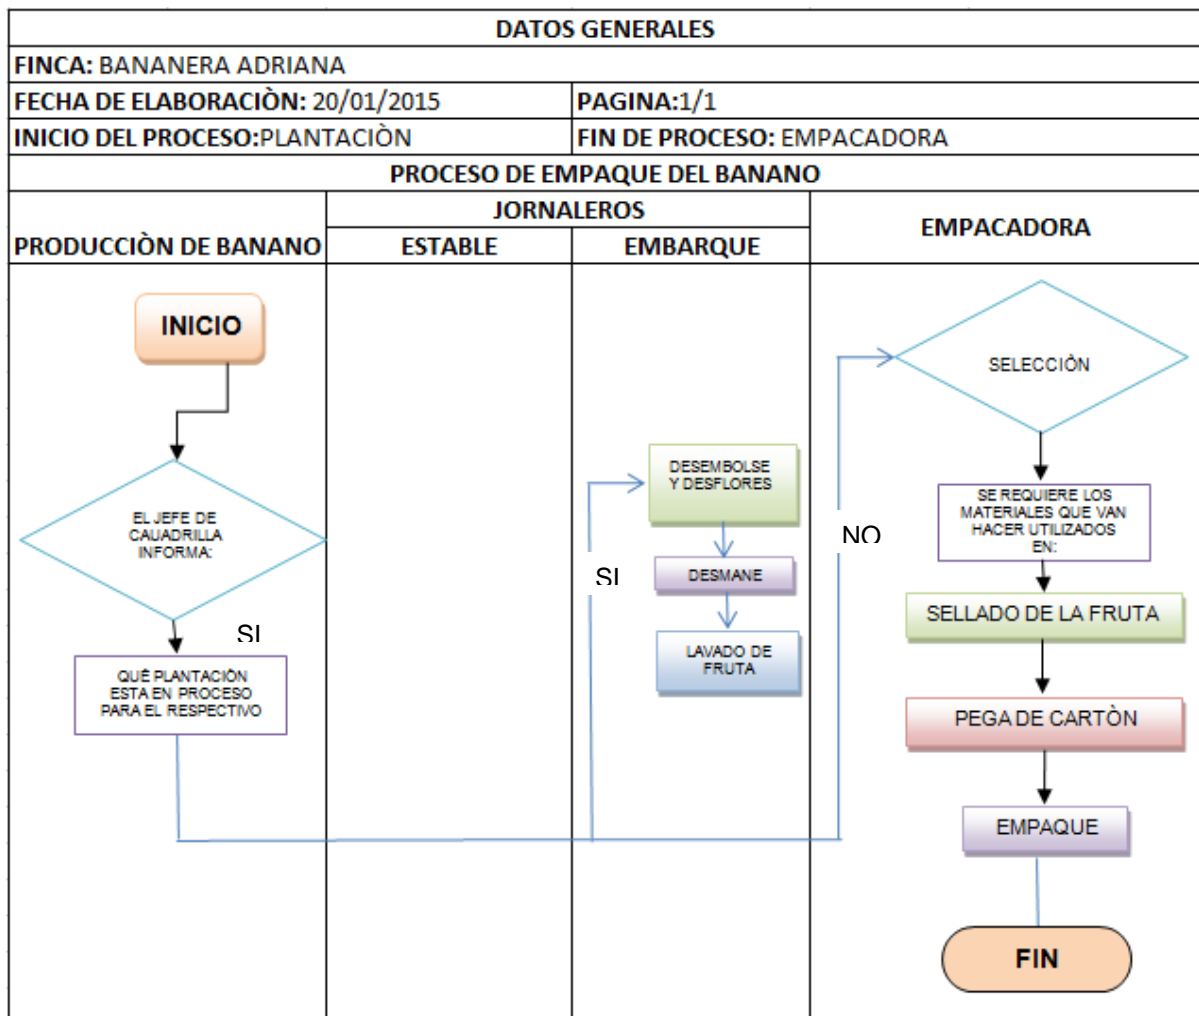 DATOS GENERALES
FINCA: BANANERA ADRIANA
FECHA DE ELABORACIÒN: 20/01/2015
PAGINA:1/1
INICIO DEL PROCESO:PLANTACIÒN
FIN DE PROCESO: EMPACADORA
PROCESO DE EMPAQUE DEL BANANO
PRODUCCIÒN DE BANANO
JORNALEROS
ESTABLE
EMBARQUE
EMPACADORA
INICIO
EL JEFE DE
CAUADRILLA
INFORMA:
SI
QUÉ PLANTACIÒN
ESTA EN PROCESO
PARA EL RESPECTIVO
SI
DESEMBOLSE
Y DESFLORES
DESMANE
LAVADO DE
FRUTA
NO
SELECCIÒN
SE REQUIERE LOS
MATERIALES QUE VAN
HACER UTILIZADOS
EN:
SELLADO DE LA FRUTA
PEGA DE CARTÒN
EMPAQUE
FIN